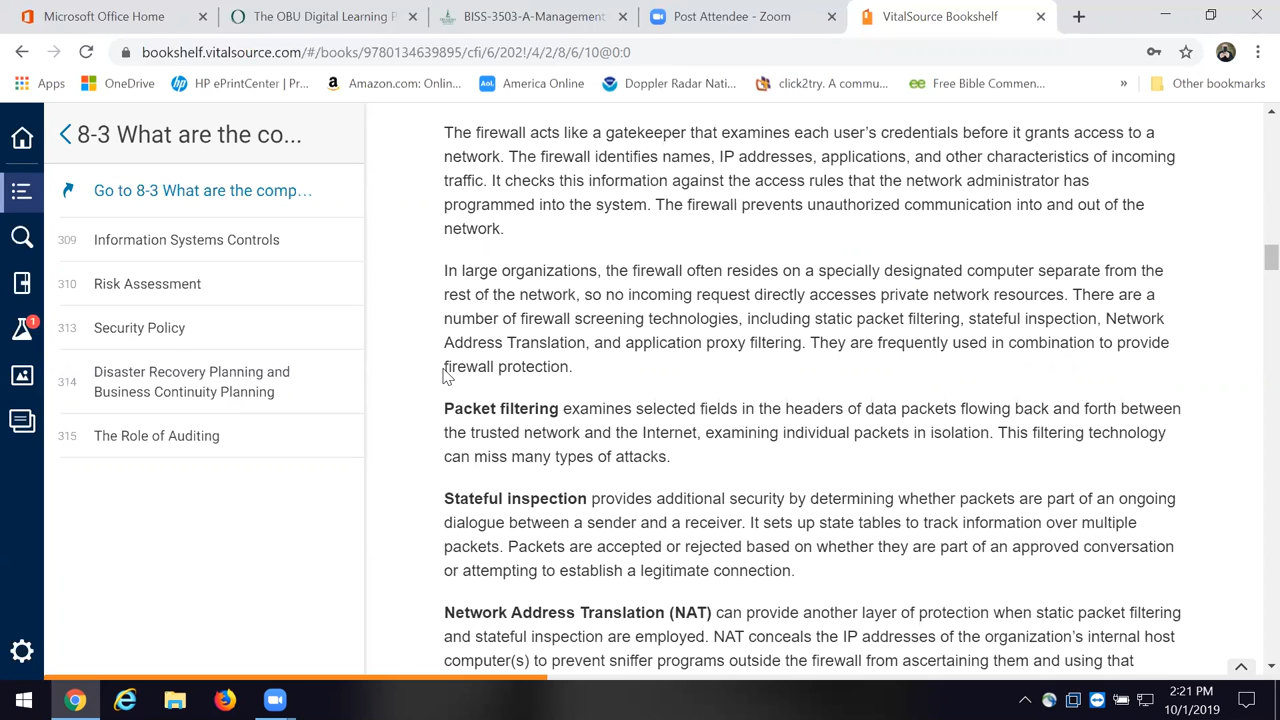 Microsoft Office Home
The OBU Digital Learning P
BISS-3503-A-Management
Post Attendee - Zoom
VitalSource Bookshelf
bookshelf.vitalsource.com/#/books/9780134639895/cfi/6/202!/4/2/8/6/10@0:0
Apps
OneDrive
HP ePrintCenter | Pr...
Amazon.com: Onlin...
America Online
Doppler Radar Nati...
click2try. A commu...
Free Bible Commen...
»
Other bookmarks
8-3 What are the co...
Go to 8-3 What are the comp...
309 Information Systems Controls
310 Risk Assessment
313 Security Policy
314 Disaster Recovery Planning and
Business Continuity Planning
315 The Role of Auditing
1
The firewall acts like a gatekeeper that examines each user's credentials before it grants access to a
network. The firewall identifies names, IP addresses, applications, and other characteristics of incoming
traffic. It checks this information against the access rules that the network administrator has
programmed into the system. The firewall prevents unauthorized communication into and out of the
network.
In large organizations, the firewall often resides on a specially designated computer separate from the
rest of the network, so no incoming request directly accesses private network resources. There are a
number of firewall screening technologies, including static packet filtering, stateful inspection, Network
Address Translation, and application proxy filtering. They are frequently used in combination to provide
firewall protection.
Packet filtering examines selected fields in the headers of data packets flowing back and forth between
the trusted network and the Internet, examining individual packets in isolation. This filtering technology
can miss many types of attacks.
Stateful inspection provides additional security by determining whether packets are part of an ongoing
dialogue between a sender and a receiver. It sets up state tables to track information over multiple
packets. Packets are accepted or rejected based on whether they are part of an approved conversation
or attempting to establish a legitimate connection.
Network Address Translation (NAT) can provide another layer of protection when static packet filtering
and stateful inspection are employed. NAT conceals the IP addresses of the organization's internal host
computer(s) to prevent sniffer programs outside the firewall from ascertaining them and using that
2:21 PM
10/1/2019